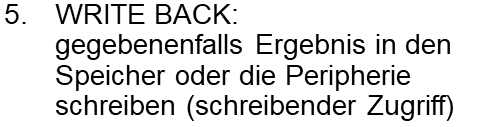 5. WRITE BACK:
gegebenenfalls Ergebnis in den
Speicher oder die Peripherie
schreiben (schreibender Zugriff)